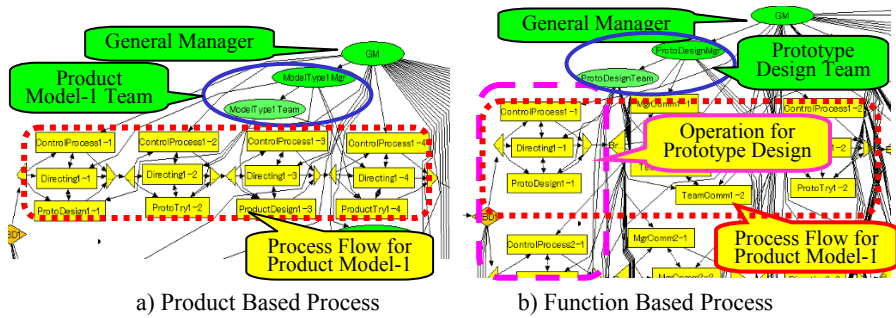 General Manager
GM
Product
Model-1 Team
ModelType1 Mgr
ModelType1 Team
ControlProcess1-1
ControlProcess1-2
ControlProcess1-3
ControlProcess1-4
Directing1-1
Directing1-2
Directing1-3
Directing1-4
ProtoDesign1-1
ProtoTry1-2
ProductDesign1-3
ProductTry1-4
BD1
Process Flow for
Product Model-1
a) Product Based Process
General Manager
GM
ProtoDesignMgr
ProtoDesignTeam
Prototype
Design Team
ControlProcess1-1
MgrComm1-1
ControlProcess1-2
Directing1-1
Br...
Operation for
Prototype Design
ProtoDesign1-1
TeamComm1-2
ProtoTry1-2
ControlProcess2-1
MgrComm2-1
Process Flow for
Product Model-1
b) Function Based Process